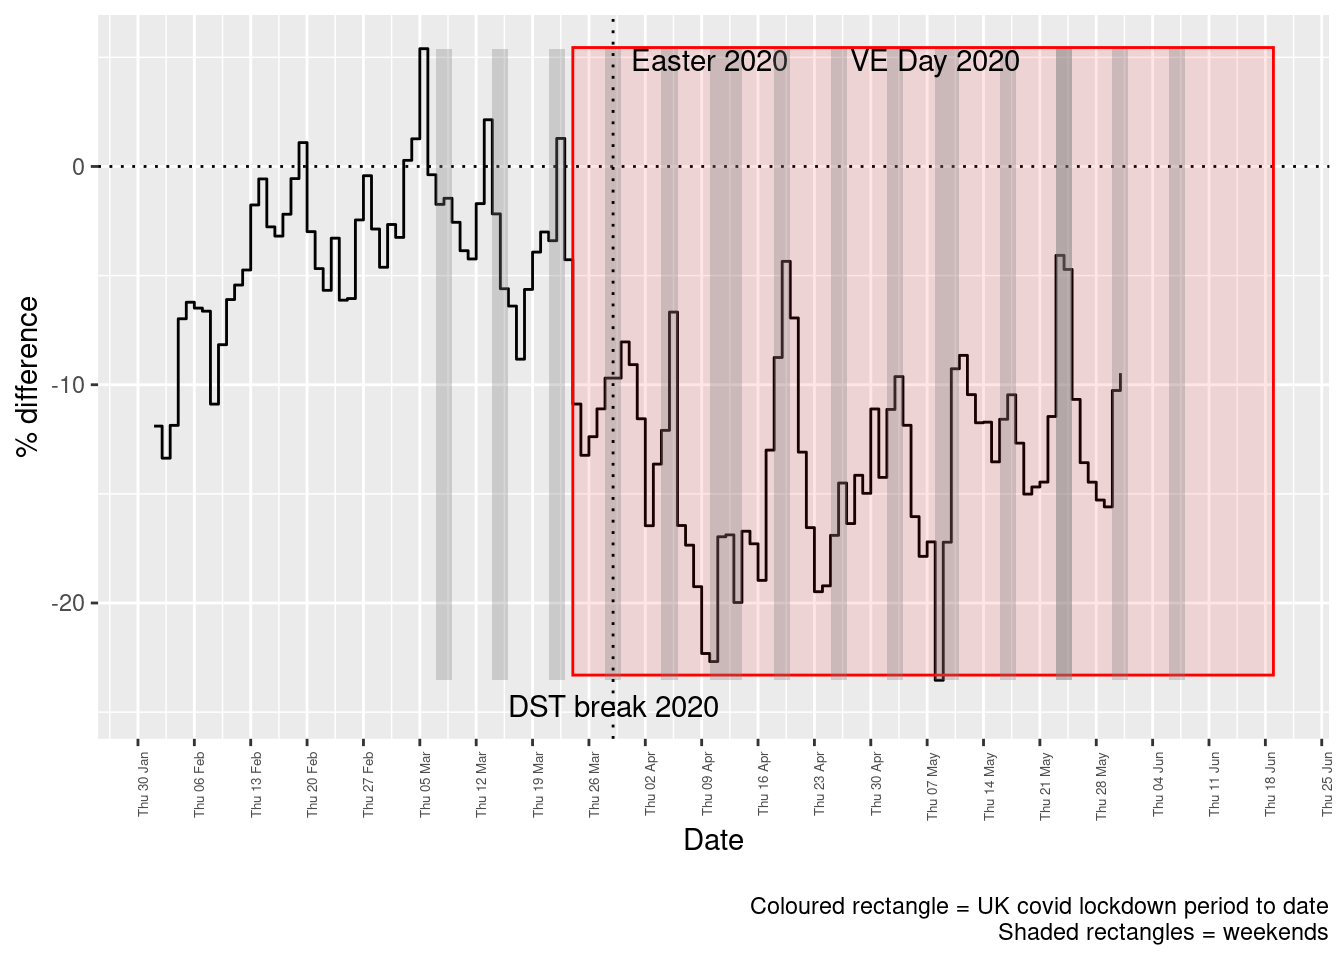 Easter 2020
VE Day 2020
0
-10
-20
% difference
DST break 2020
Thu 30 Jan
Thu 06 Feb
Thu 13 Feb
Thu 20 Feb
Thu 27 Feb
Thu 05 Mar
Thu 12 Mar
Thu 19 Mar
Thu 26 Mar
Thu 02 Apr
Thu 09 Apr
Thu 16 Apr
Thu 23 Apr
Thu 30 Apr
Thu 07 May
Thu 14 May
Thu 21 May
Thu 28 May
Thu 04 Jun
Thu 11 Jun
Thu 18 Jun
Thu 25 Jun
Date
Coloured rectangle = UK covid lockdown period to date
Shaded rectangles = weekends